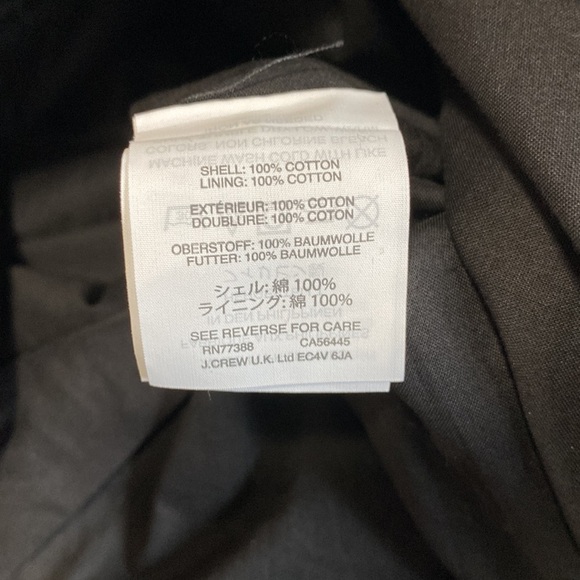 SHELL: 100% COTTON
LINING: 100% COTTON
EXTÉRIEUR: 100% COTON
DOUBLURE: 100% COTON
OBERSTOFF: 100% BAUMWOLLE
FUTTER: 100% BAUMWOLLE
シェル: 綿 100%
ライニング: 綿 100%
SEE REVERSE FOR CARE
RN77388 CA56445
J.CREW U.K. Ltd EC4V 6JA